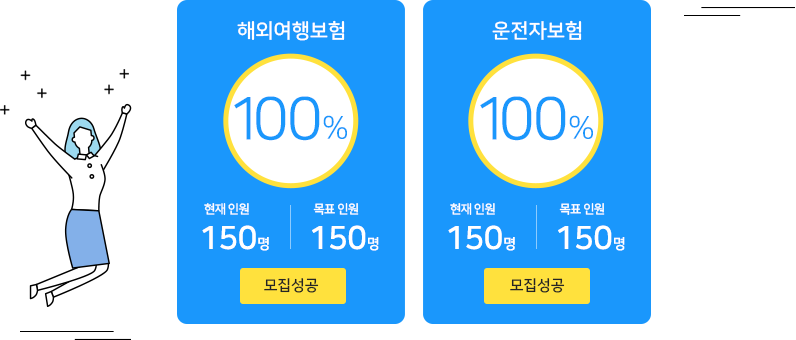 해외여행보험
100%
현재 인원
150명
목표 인원
150명
모집성공
운전자보험
100%
현재 인원
150명
목표 인원
150명
모집성공